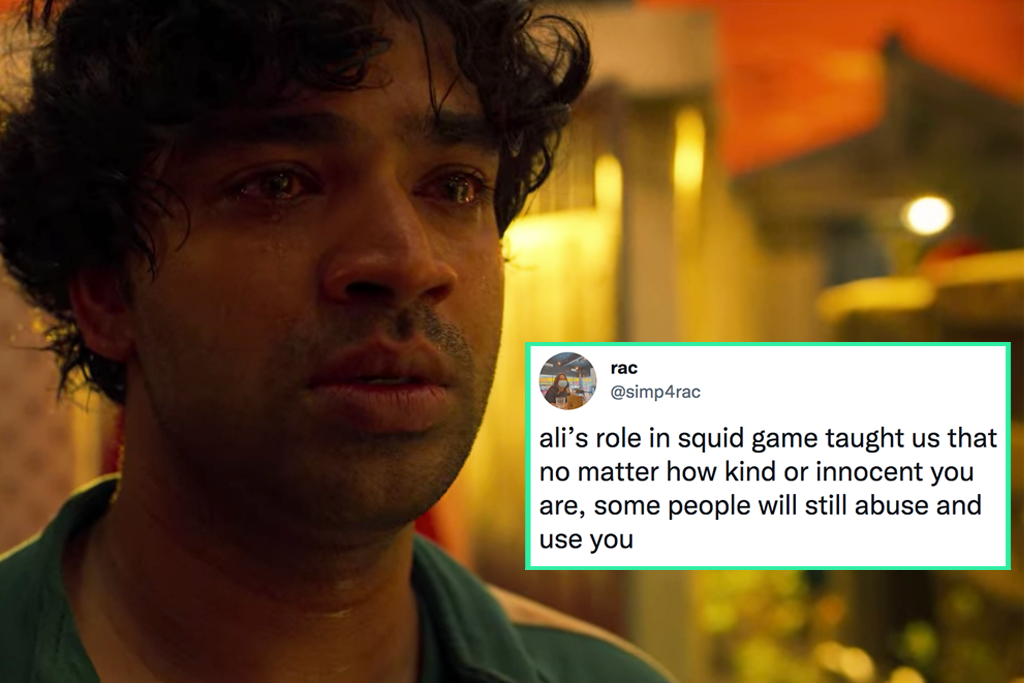 rac
@simp4rac
ali's role in squid game taught us that
no matter how kind or innocent you
are, some people will still abuse and
use you